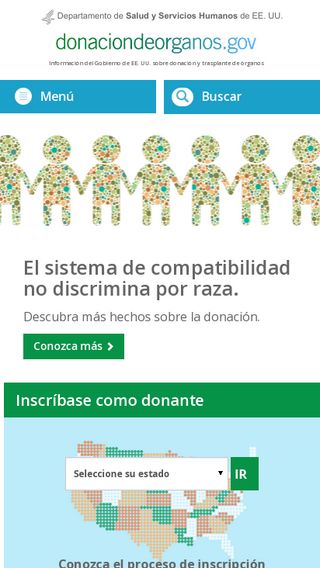 Departamento de Salud y Servicios Humanos de EE. UU.
donaciondeorganos.gov
Información del Gobierno de EE. UU. sobre donación y trasplante de órganos
Menú
Buscar
El sistema de compatibilidad
no discrimina por raza.
Descubra más hechos sobre la donación.
Conozca más
Inscríbase como donante
Seleccione su estado
IR
Conozca el proceso de inscripción